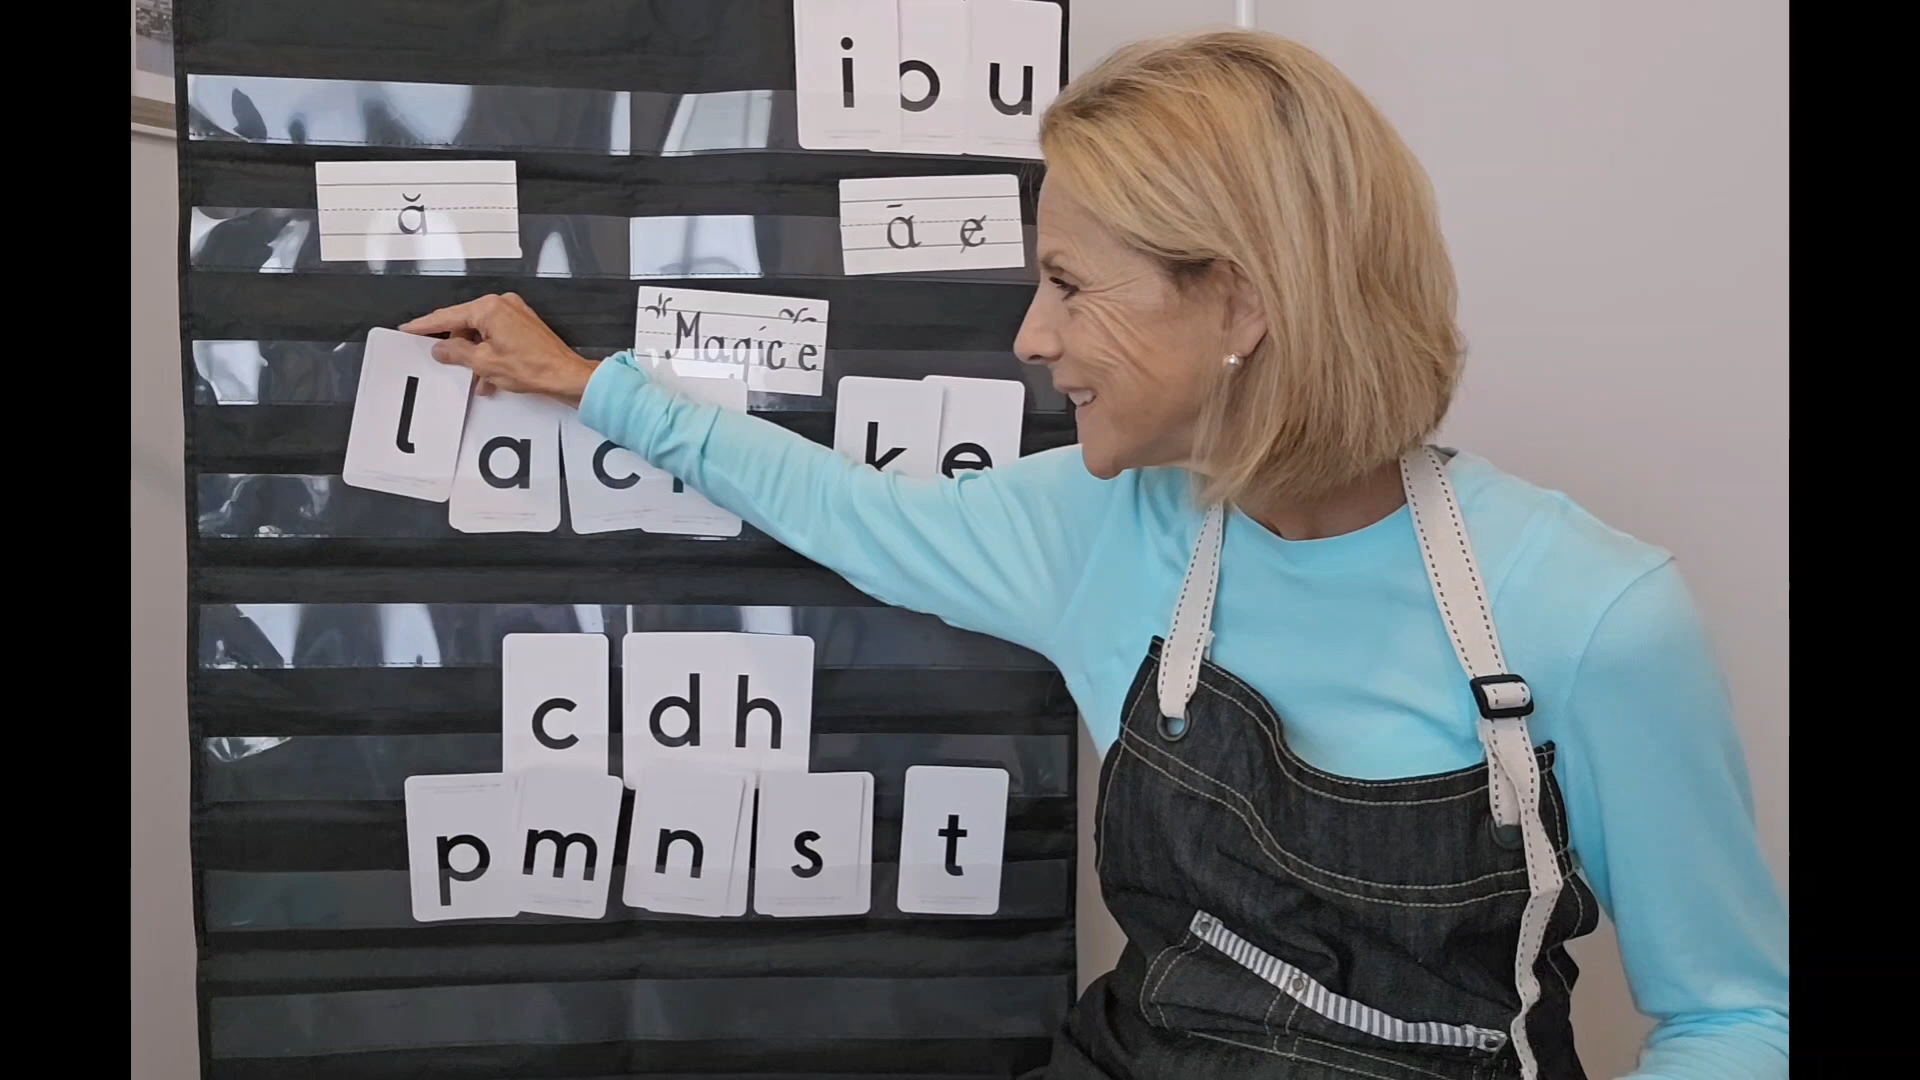 i o u
ă
ā e̸
Magic e
l a c k e
c d h
p m n s t